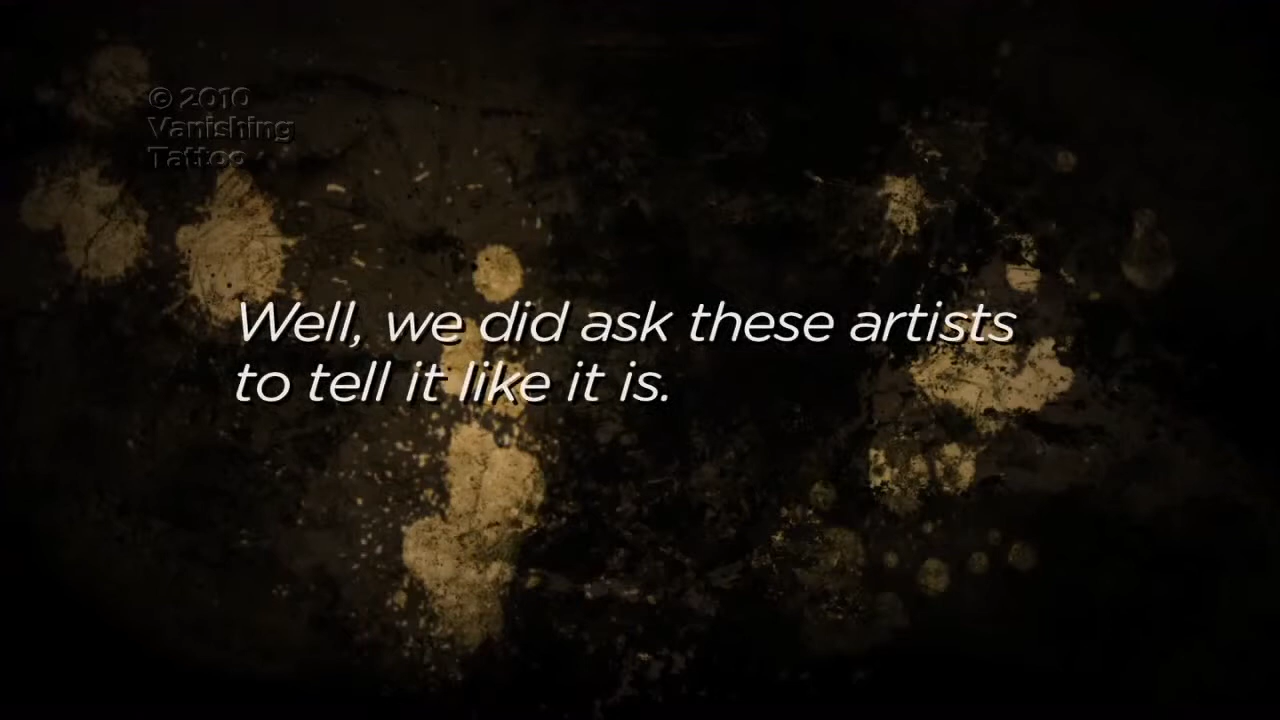 © 2010
Vanishing
Tattoo
Well, we did ask these artists
to tell it like it is.